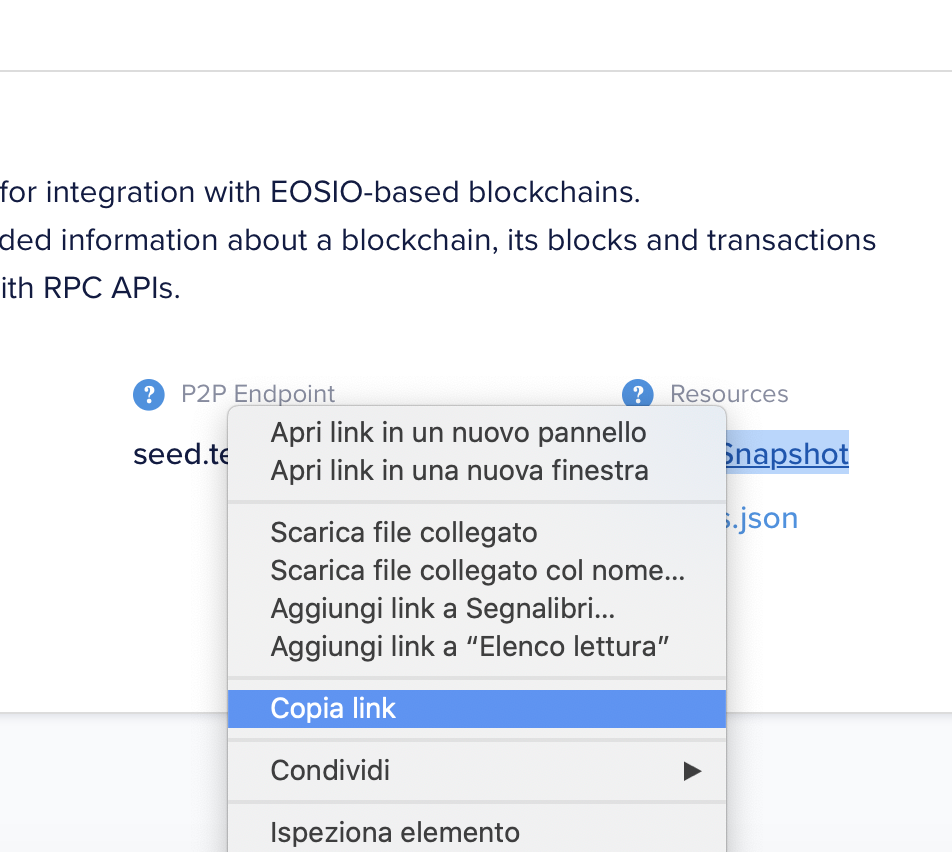 for integration with EOSIO-based blockchains.
ded information about a blockchain, its blocks and transactions
ith RPC APIs.
? P2P Endpoint ? Resources
seed.te Snapshot
s.json
Apri link in un nuovo pannello
Apri link in una nuova finestra
Scarica file collegato
Scarica file collegato col nome...
Aggiungi link a Segnalibri...
Aggiungi link a “Elenco lettura”
Copia link
Condividi
Ispeziona elemento